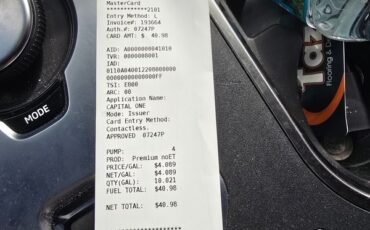 MasterCard
************2101
Entry Method: L
Invoice#: 193664
Auth.#: 07247P
CARD AMT: $ 40.98
AID: A0000000041010
TVR: 0000008001
IAD:
0110A04001220000000000
000000000000FF
TSI: E800
ARC: 00
Application Name:
CAPITAL ONE
Mode: Issuer
Card Entry Method:
Contactless.
APPROVED 07247P
PUMP: 4
PROD: Premium noET
PRICE/GAL: $4.089
NET/GAL: $4.089
QTY(GAL): 10.021
FUEL TOTAL: $40.98
NET TOTAL: $40.98
*******************
MODE
Flooring &